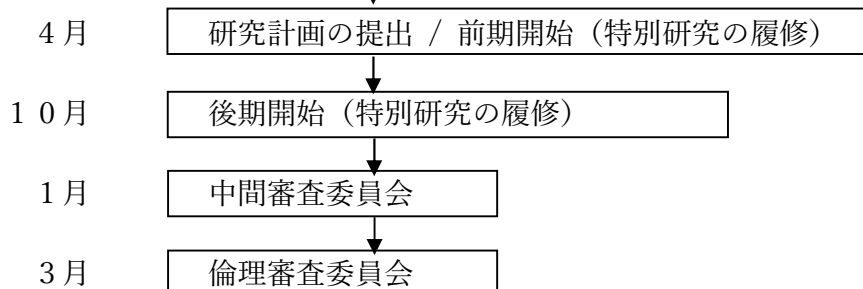 ４月 研究計画の提出 / 前期開始（特別研究の履修）
１０月 後期開始（特別研究の履修）
１月 中間審査委員会
３月 倫理審査委員会